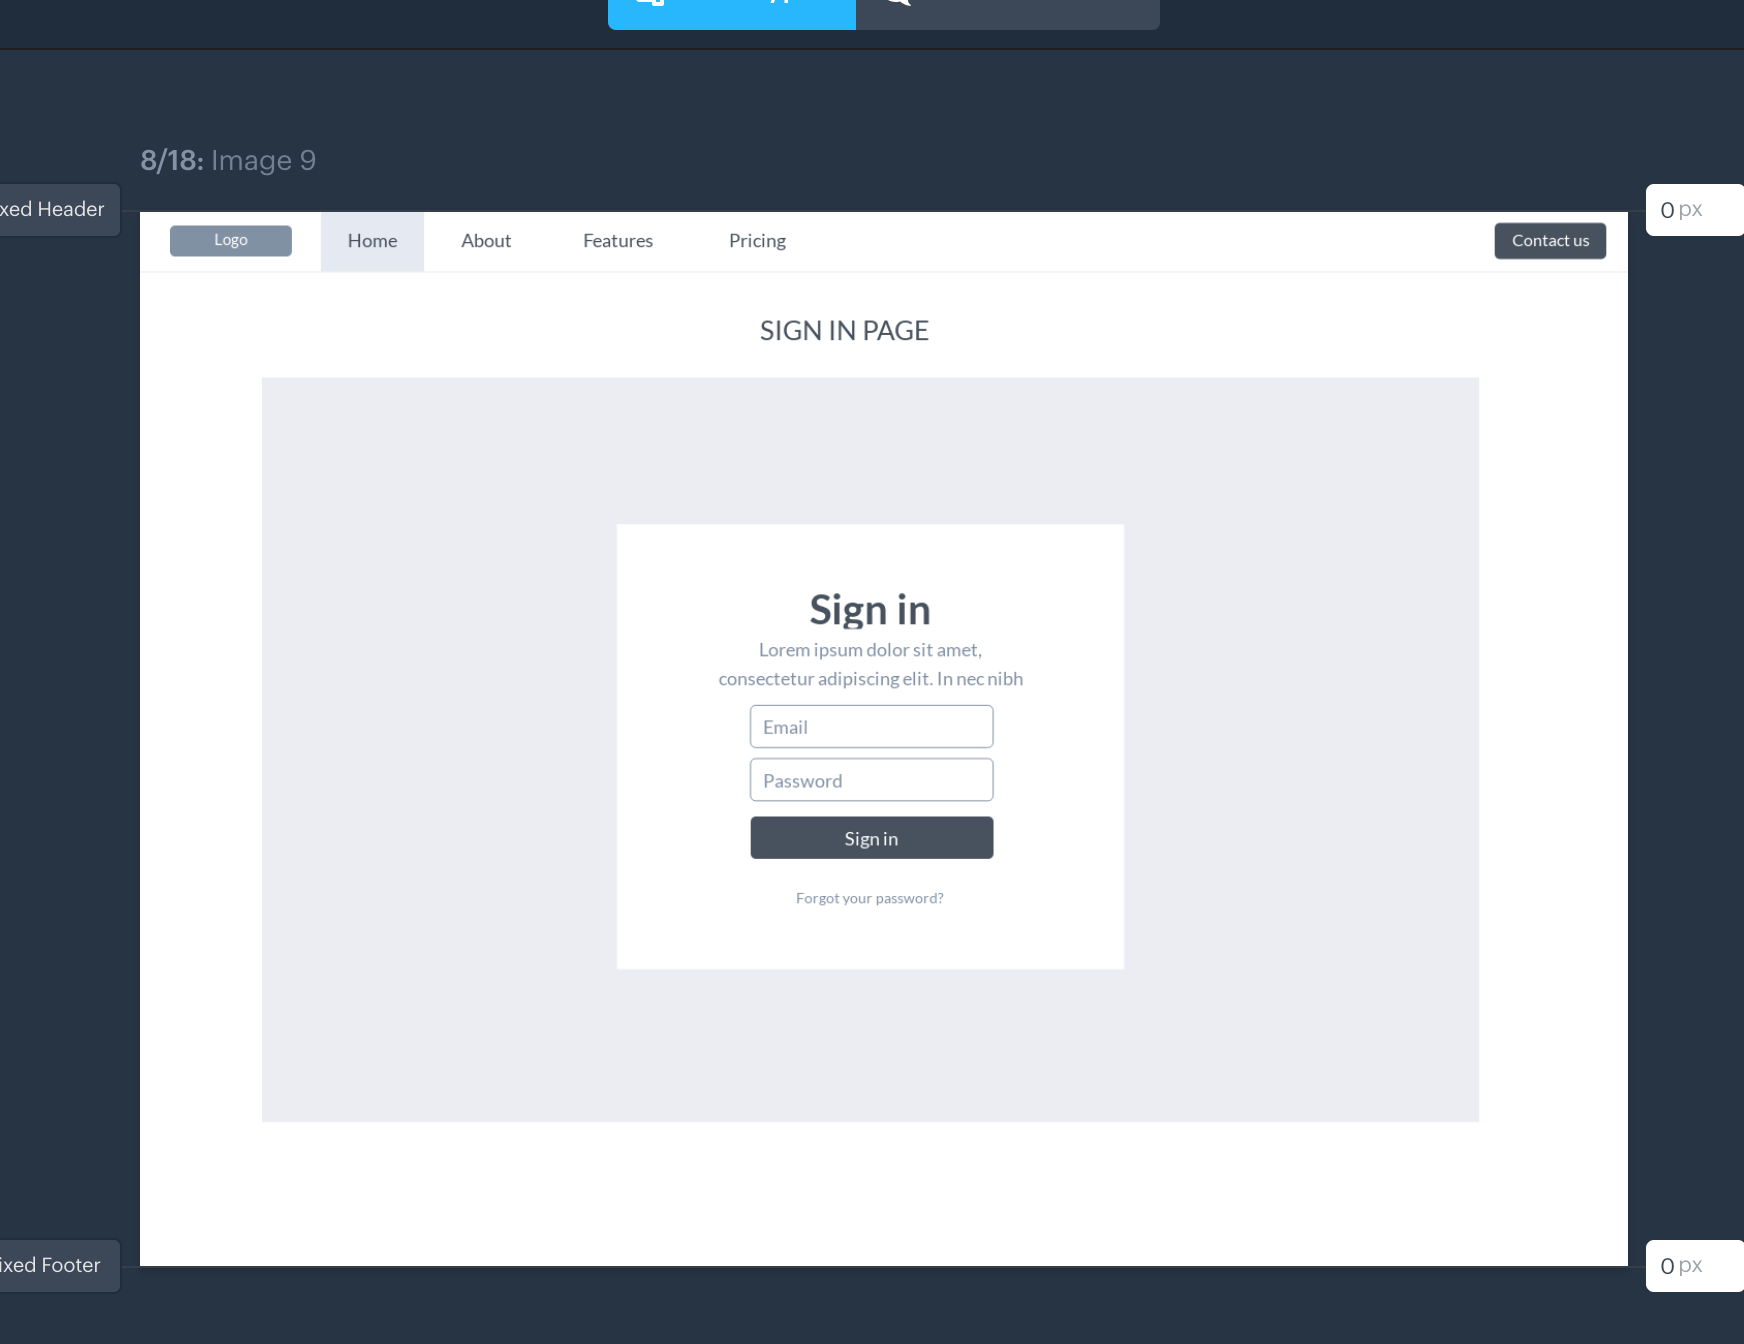 8/18: Image 9
xed Header
0 px
Logo
Home
About
Features
Pricing
Contact us
SIGN IN PAGE
Sign in
Lorem ipsum dolor sit amet,
consectetur adipiscing elit. In nec nibh
Email
Password
Sign in
Forgot your password?
ixed Footer
0 px